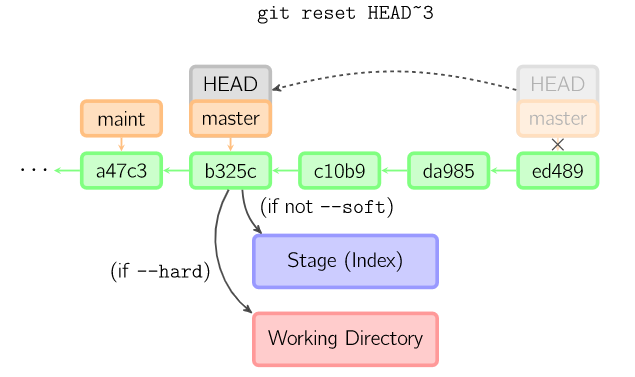 git reset HEAD~3
HEAD
HEAD
maint
master
master
... a47c3 b325c c10b9 da985 ed489
(if not --soft)
Stage (Index)
(if --hard)
Working Directory